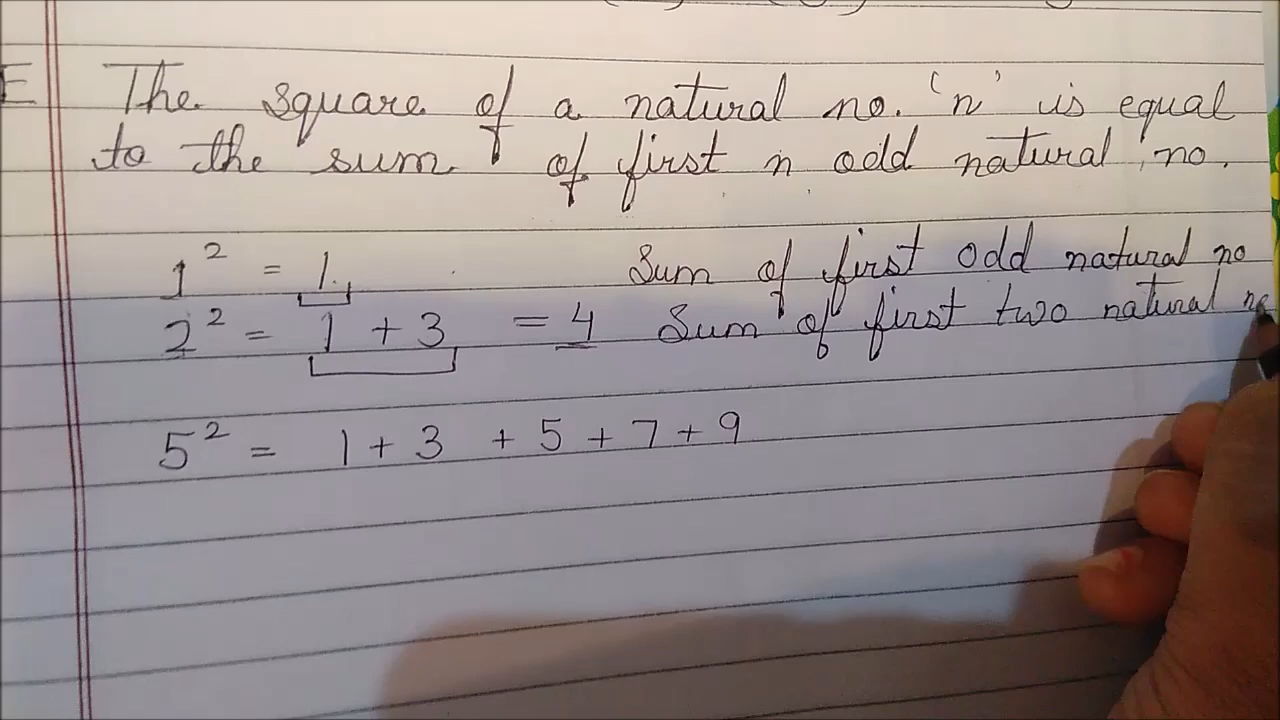 E The square of a natural no. 'n' is equal
to the sum of first n odd natural no.
1² = 1. Sum of first odd natural no
2² = 1 + 3 = 4 Sum of first two natural no
5² = 1 + 3 + 5 + 7 + 9